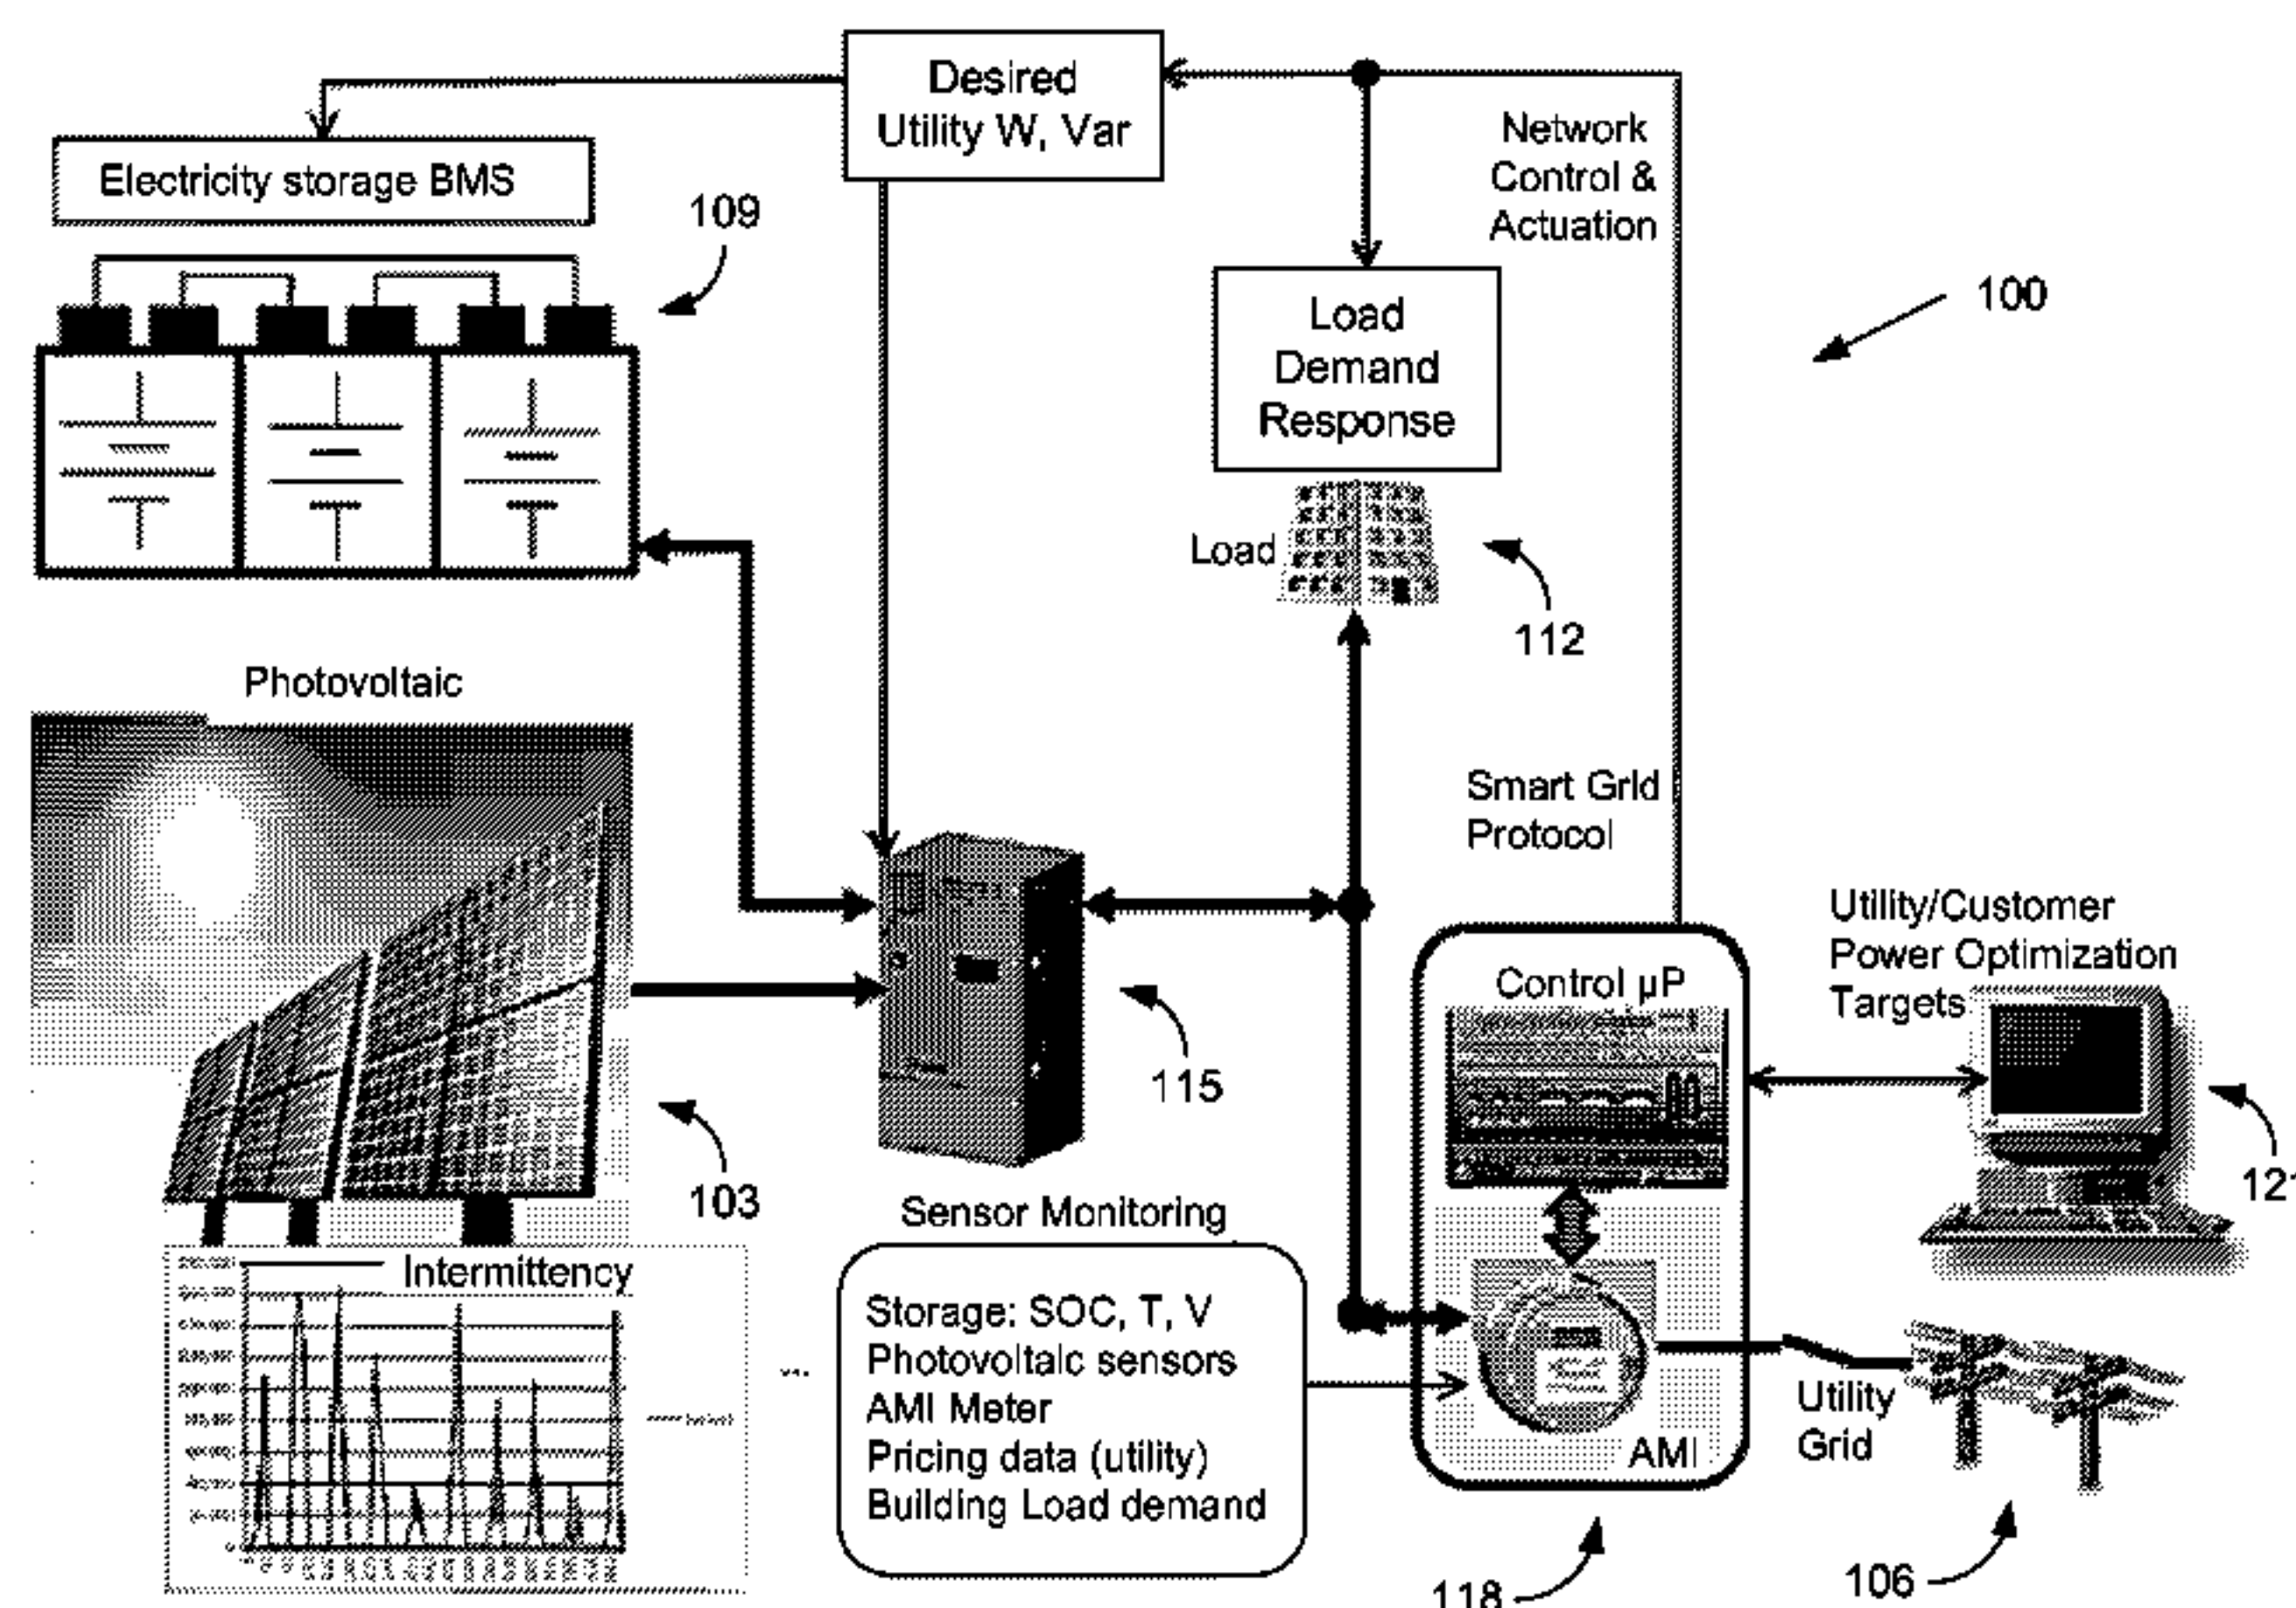 Desired
Utility W, Var
Electricity storage BMS
109
Network
Control &
Actuation
100
Load
Demand
Response
Load
112
Photovoltaic
Smart Grid
Protocol
Utility/Customer
Power Optimization
Targets
Control µP
115
103
121
Sensor Monitoring
Intermittency
Storage: SOC, T, V
Photovoltaic sensors
AMI Meter
Pricing data (utility)
Building Load demand
AMI
Utility
Grid
118
106